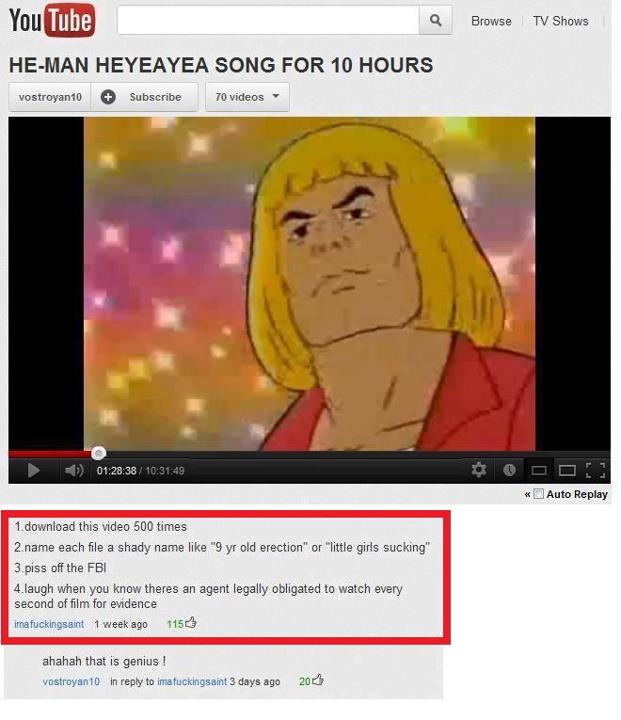 You Tube
Browse TV Shows
HE-MAN HEYEAYEA SONG FOR 10 HOURS
vostroyan10 Subscribe 70 videos
01:28:38 / 10:31:49
« Auto Replay
1.download this video 500 times
2.name each file a shady name like "9 yr old erection" or "little girls sucking"
3.piss off the FBI
4.laugh when you know theres an agent legally obligated to watch every
second of film for evidence
imafuckingsaint 1 week ago 115
ahahah that is genius !
vostroyan10 in reply to imafuckingsaint 3 days ago 20